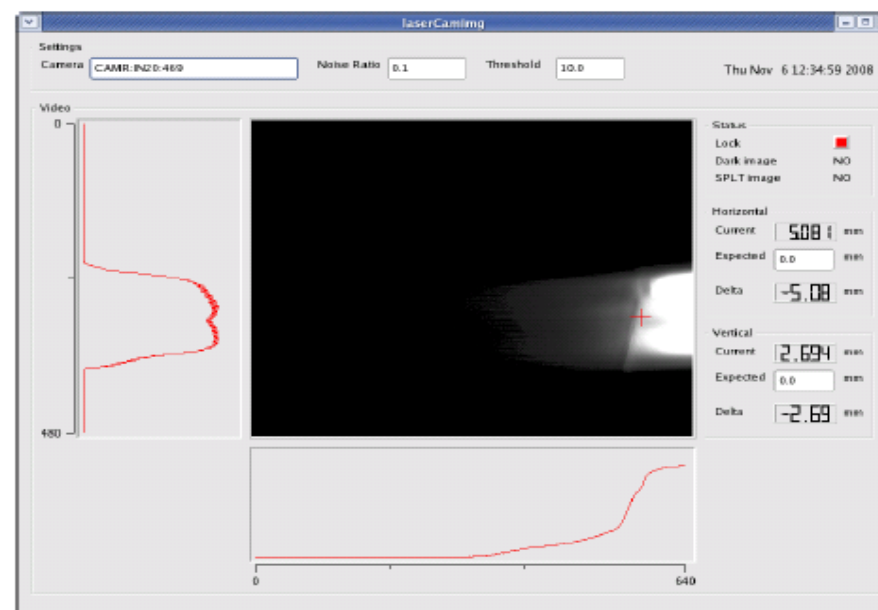 laserCamImg
Settings
Camera CAMR:IN20:469 Noise Ratio 0.1 Threshold 10.0 Thu Nov 6 12:34:59 2008
Video
0
480
0 640
Status
Lock
Dark image NO
SPLT image NO
Horizontal
Current 5.08 mm
Expected 0.0 mm
Delta -5.08 mm
Vertical
Current 2.694 mm
Expected 0.0 mm
Delta -2.69 mm